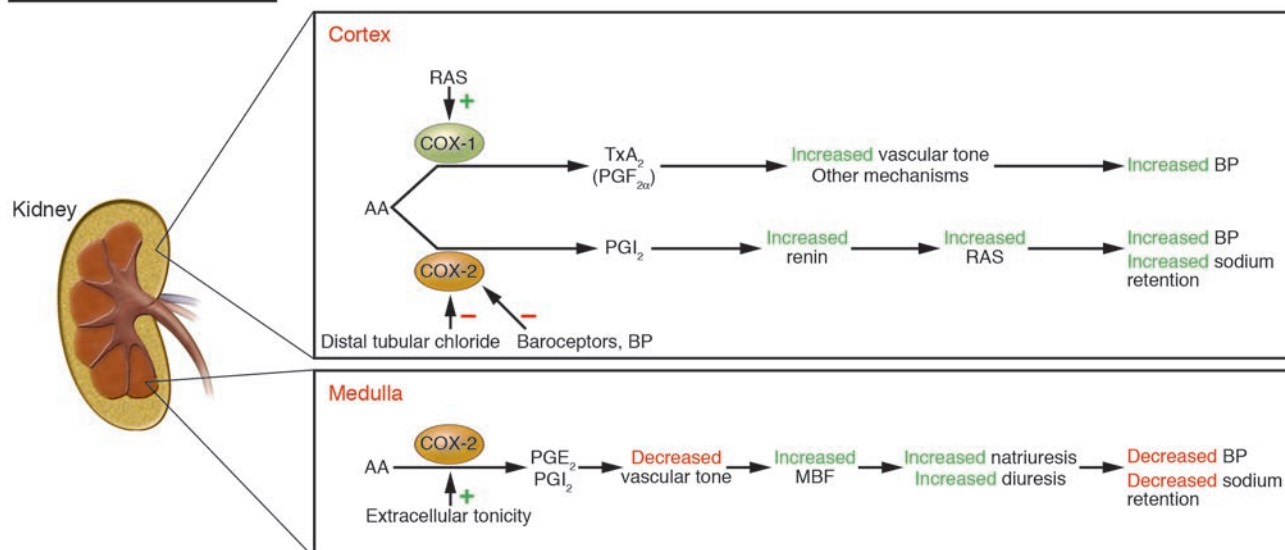 Cortex
RAS
+
COX-1
TxA₂
(PGF₂α)
Increased vascular tone
Other mechanisms
Increased BP
Kidney
AA
COX-2
PGI₂
Increased
renin
Increased
RAS
Increased BP
Increased sodium
retention
− −
Distal tubular chloride
Baroceptors, BP
Medulla
COX-2
AA
PGE₂
PGI₂
Decreased
vascular tone
Increased
MBF
Increased natriuresis
Increased diuresis
Decreased BP
Decreased sodium
retention
+
Extracellular tonicity